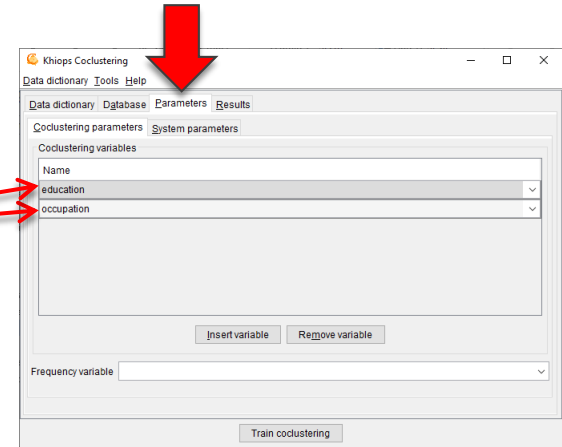 Khiops Coclustering
Data dictionary Tools Help
Data dictionary Database Parameters Results
Coclustering parameters System parameters
Coclustering variables
Name
education
occupation
Insert variable Remove variable
Frequency variable
Train coclustering